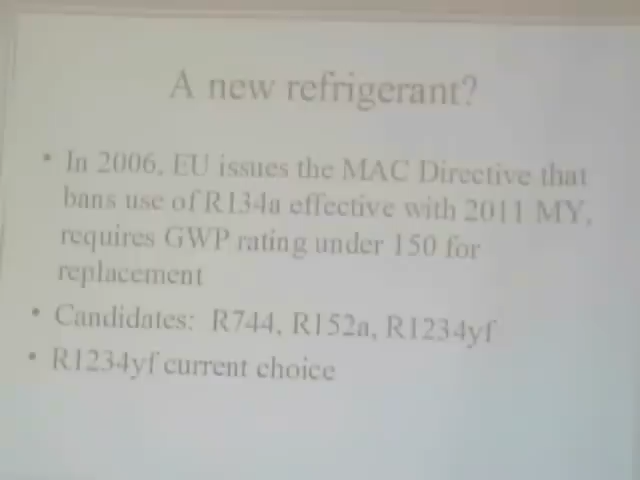 A new refrigerant?
• In 2006, EU issues the MAC Directive that
bans use of R134a effective with 2011 MY,
requires GWP rating under 150 for
replacement
• Candidates: R744, R152a, R1234yf
• R1234yf current choice